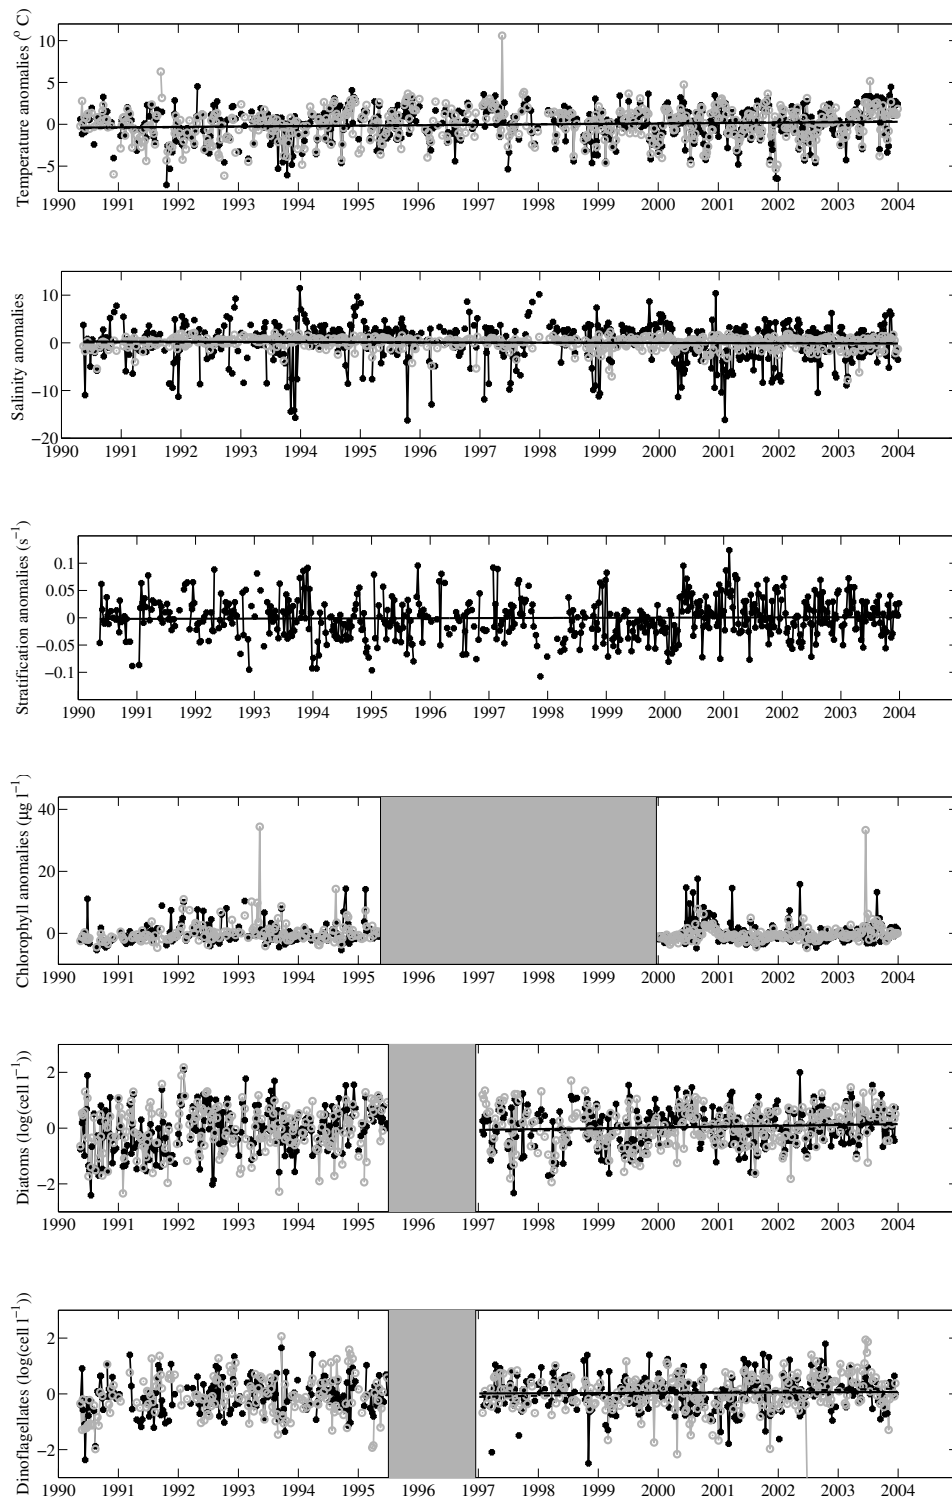 Temperature anomalies (° C)
10
5
0
−5
1990 1991 1992 1993 1994 1995 1996 1997 1998 1999 2000 2001 2002 2003 2004
Salinity anomalies
10
0
−10
−20
1990 1991 1992 1993 1994 1995 1996 1997 1998 1999 2000 2001 2002 2003 2004
Stratification anomalies (s⁻¹)
0.1
0.05
0
−0.05
−0.1
1990 1991 1992 1993 1994 1995 1996 1997 1998 1999 2000 2001 2002 2003 2004
Chlorophyll anomalies (μg l⁻¹)
40
20
0
1990 1991 1992 1993 1994 1995 1996 1997 1998 1999 2000 2001 2002 2003 2004
Diatoms (log(cell l⁻¹))
2
0
−2
1990 1991 1992 1993 1994 1995 1996 1997 1998 1999 2000 2001 2002 2003 2004
Dinoflagellates (log(cell l⁻¹))
2
0
−2
1990 1991 1992 1993 1994 1995 1996 1997 1998 1999 2000 2001 2002 2003 2004